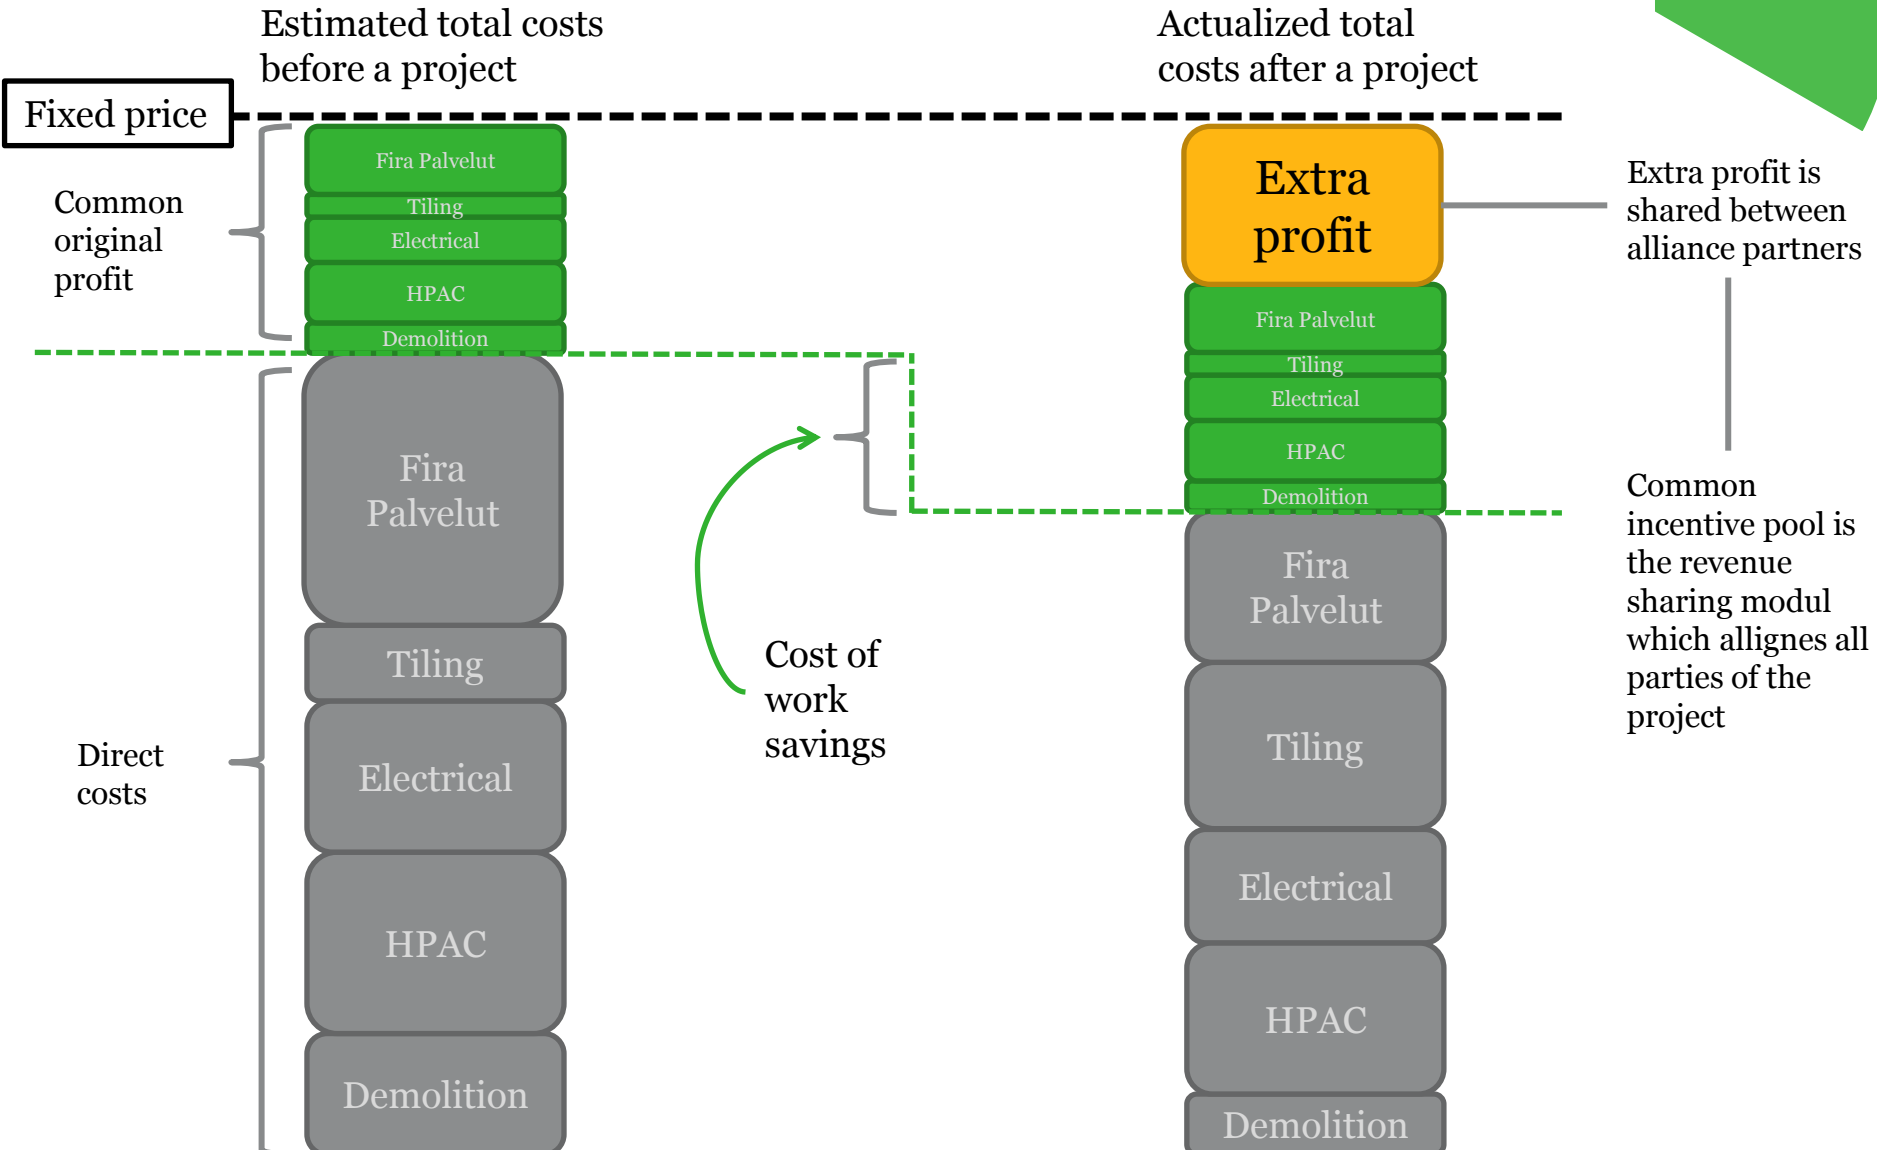 Estimated total costs
before a project
Actualized total
costs after a project
Fixed price
Common
original
profit
Fira Palvelut
Tiling
Electrical
HPAC
Demolition
Direct
costs
Fira
Palvelut
Tiling
Electrical
HPAC
Demolition
Cost of
work
savings
Extra
profit
Fira Palvelut
Tiling
Electrical
HPAC
Demolition
Fira
Palvelut
Tiling
Electrical
HPAC
Demolition
Extra profit is
shared between
alliance partners
Common
incentive pool is
the revenue
sharing modul
which allignes all
parties of the
project